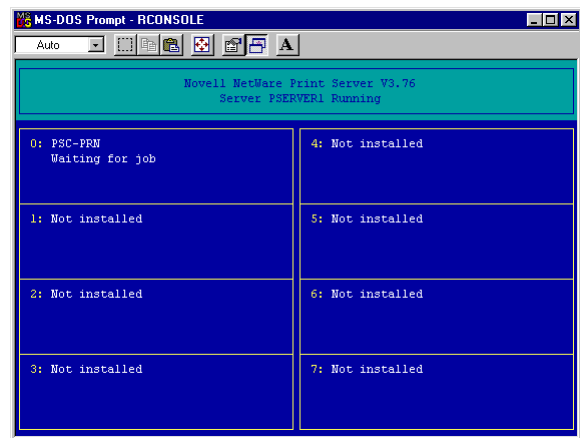 MS-DOS Prompt - RCONSOLE
Auto
A
Novell NetWare Print Server V3.76
Server PSERVER1 Running
0: PSC-PRN
Waiting for job
1: Not installed
2: Not installed
3: Not installed
4: Not installed
5: Not installed
6: Not installed
7: Not installed